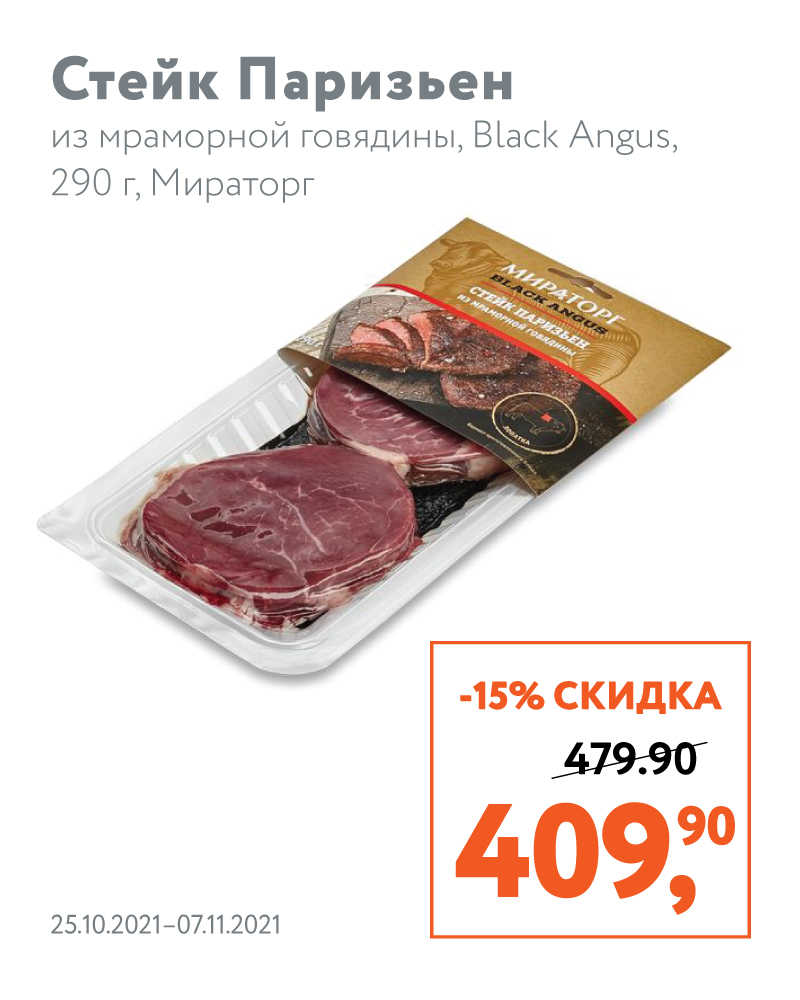 Стейк Паризьен
из мраморной говядины, Black Angus,
290 г, Мираторг
МИРАТОРГ
BLACK ANGUS
СТЕЙК ПАРИЗЬЕН
ИЗ МРАМОРНОЙ ГОВЯДИНЫ
290 г
ЛОПАТКА
-15% СКИДКА
479.90
409,90
25.10.2021–07.11.2021